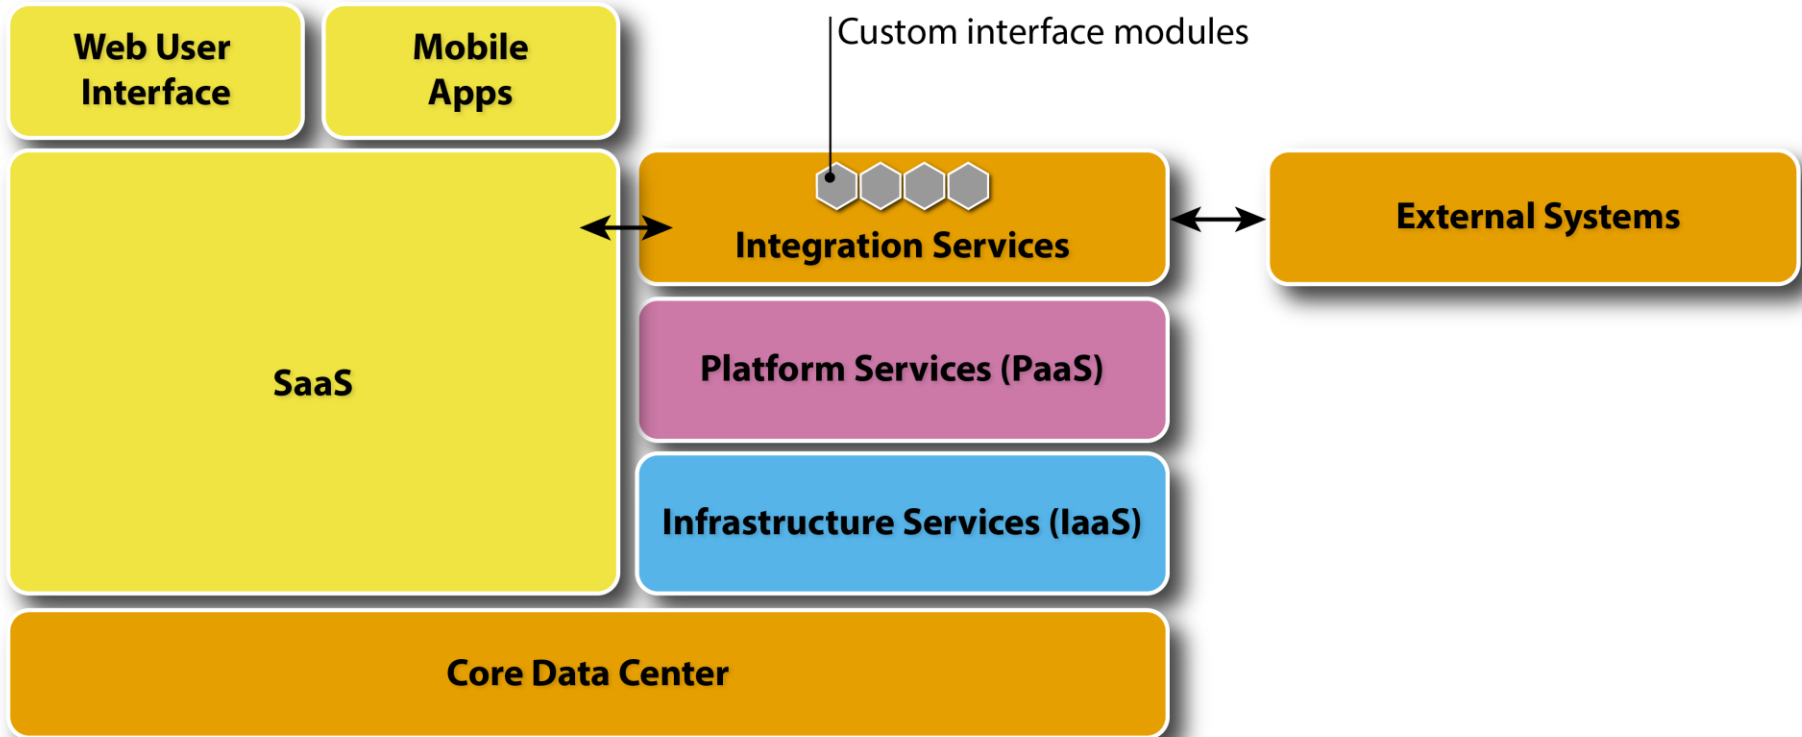 Web User
Interface
Mobile
Apps
Custom interface modules
Integration Services
External Systems
SaaS
Platform Services (PaaS)
Infrastructure Services (IaaS)
Core Data Center